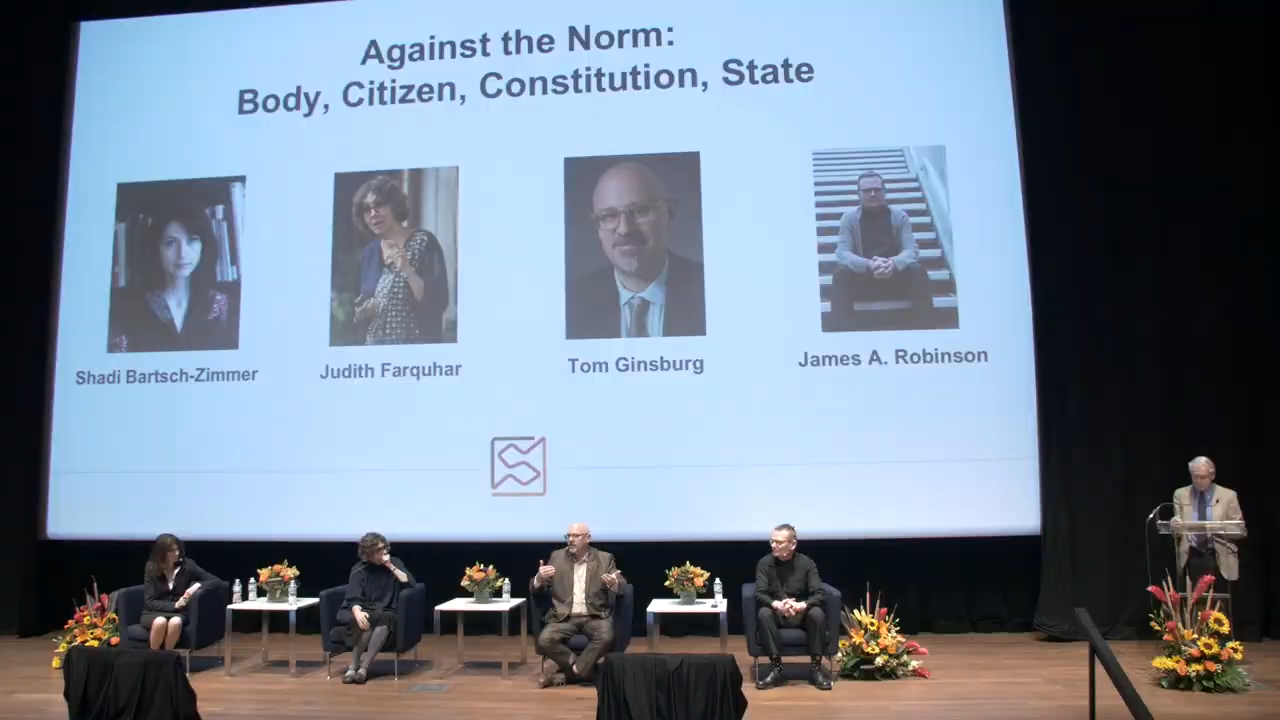 Against the Norm:
Body, Citizen, Constitution, State
Shadi Bartsch-Zimmer
Judith Farquhar
Tom Ginsburg
James A. Robinson